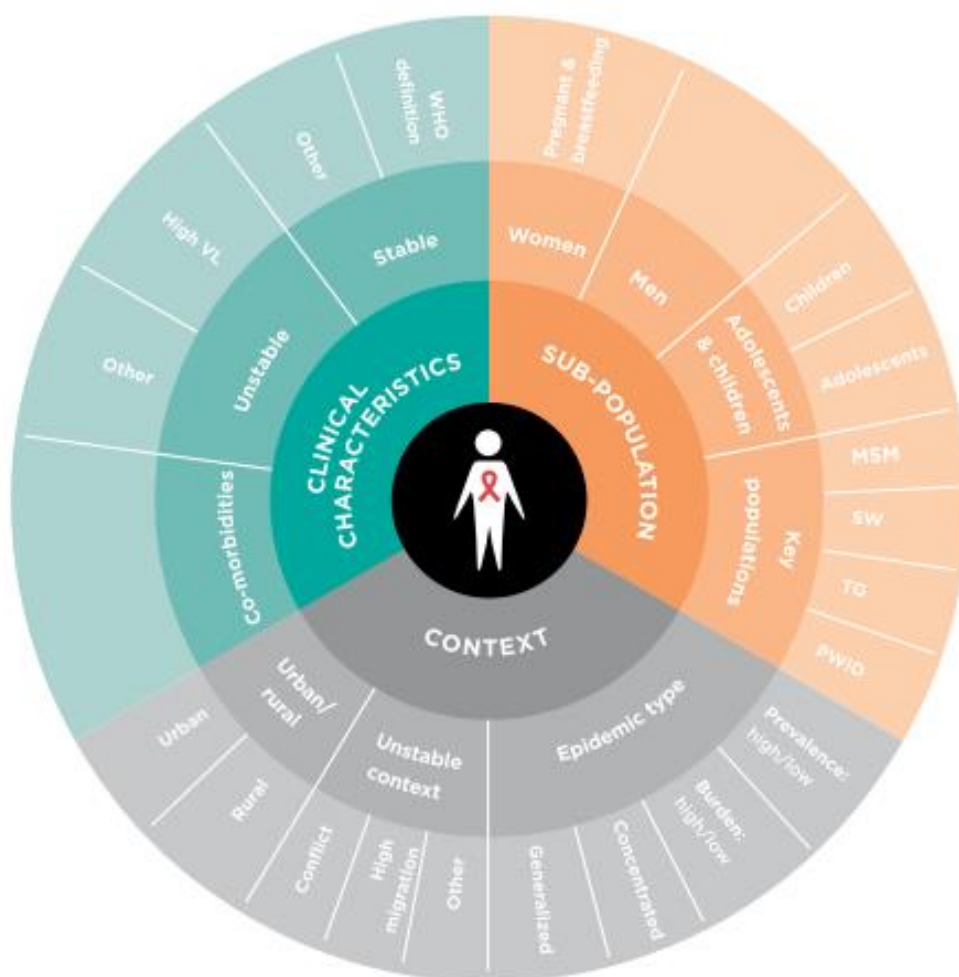 CLINICAL
CHARACTERISTICS
Stable
WHO
definition
Other
Unstable
High VL
Other
Co-morbidities
SUB-POPULATION
Women
Pregnant &
breastfeeding
Men
Adolescents
& children
Children
Adolescents
Key
populations
MSM
SW
TG
PWID
CONTEXT
Epidemic type
Prevalence:
high/low
Burden:
high/low
Concentrated
Generalized
Unstable
context
Other
High
migration
Conflict
Urban/
rural
Rural
Urban